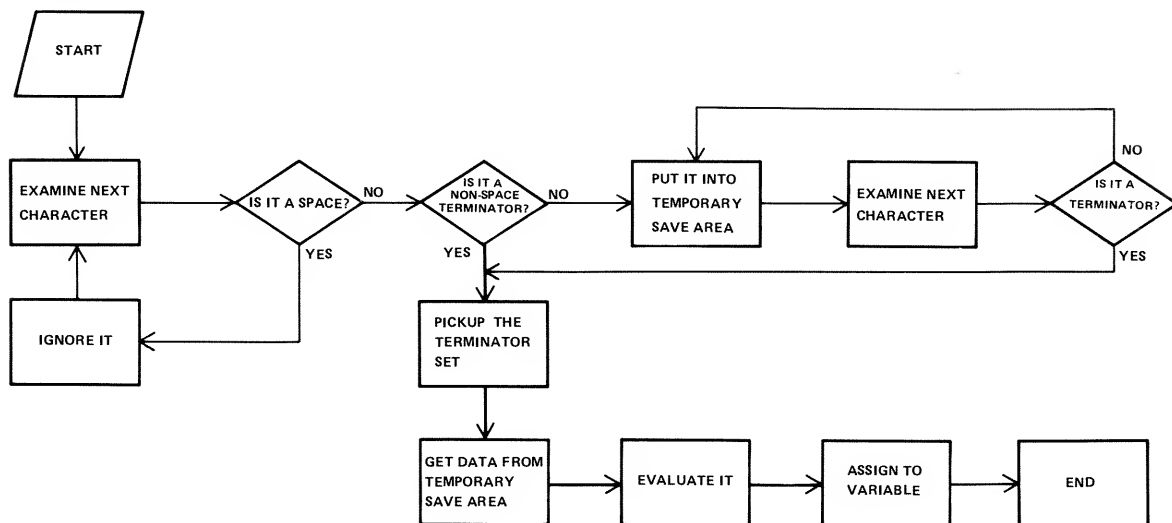 START
EXAMINE NEXT
CHARACTER
IS IT A SPACE?
NO
YES
IGNORE IT
IS IT A
NON-SPACE
TERMINATOR?
NO
YES
PUT IT INTO
TEMPORARY
SAVE AREA
EXAMINE NEXT
CHARACTER
IS IT A
TERMINATOR?
NO
YES
PICKUP THE
TERMINATOR
SET
GET DATA FROM
TEMPORARY
SAVE AREA
EVALUATE IT
ASSIGN TO
VARIABLE
END